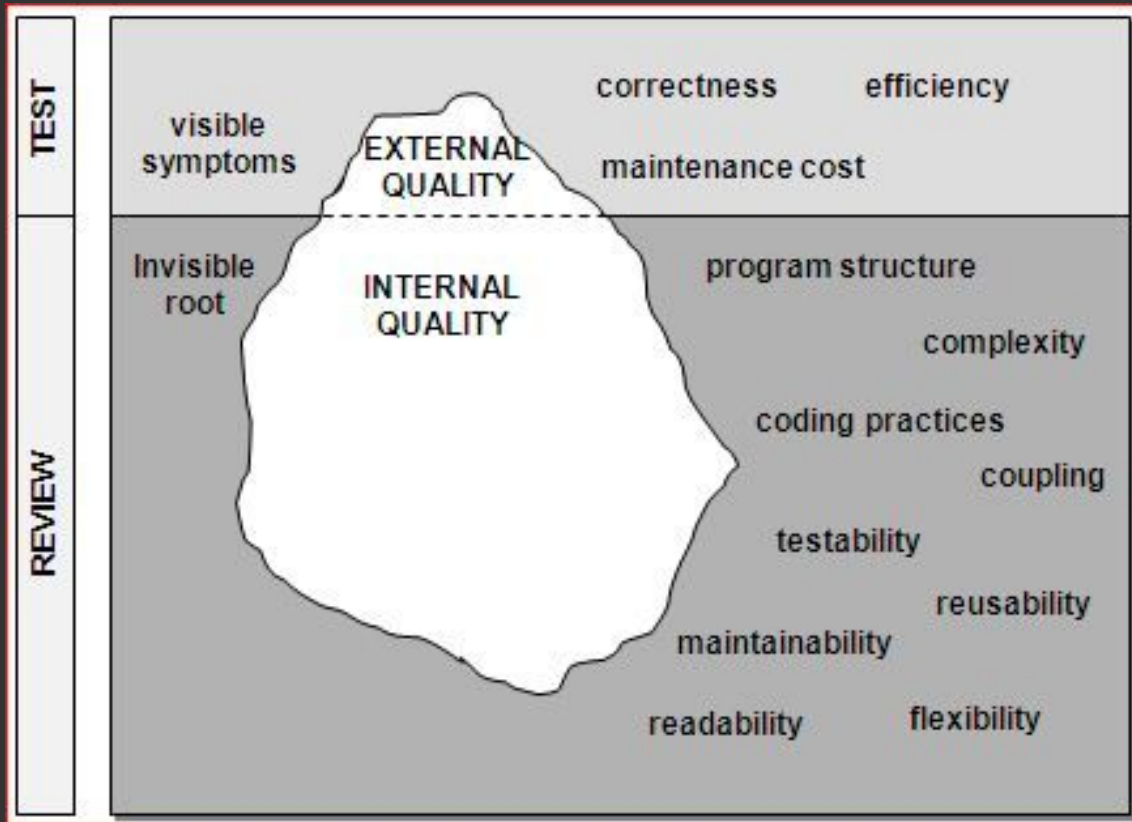 TEST
visible
symptoms
EXTERNAL
QUALITY
correctness
efficiency
maintenance cost
REVIEW
Invisible
root
INTERNAL
QUALITY
program structure
complexity
coding practices
coupling
testability
reusability
maintainability
readability
flexibility